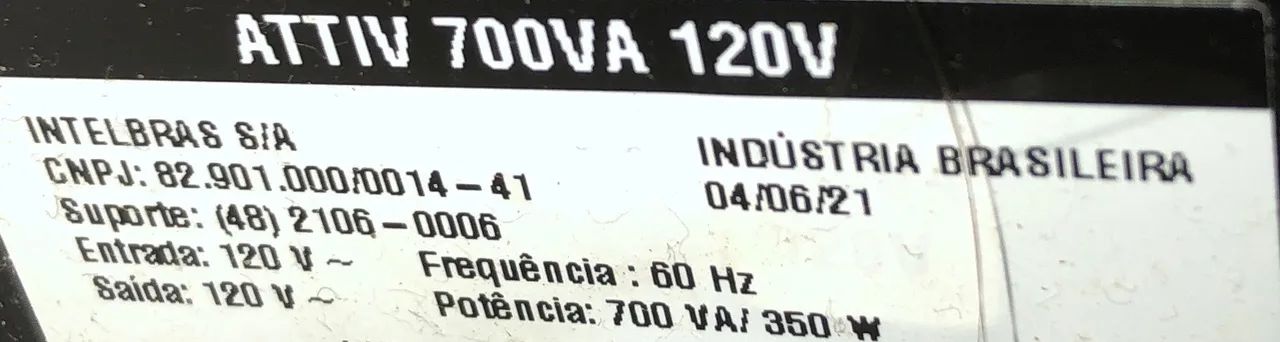 ATTIV 700VA 120V
INTELBRAS S/A
CNPJ: 82.901.000/0014-41
Suporte: (48) 2106-0006
Entrada: 120 V ~ Frequência : 60 Hz
Saída: 120 V ~ Potência: 700 VA/ 350 W
INDÚSTRIA BRASILEIRA
04/06/21